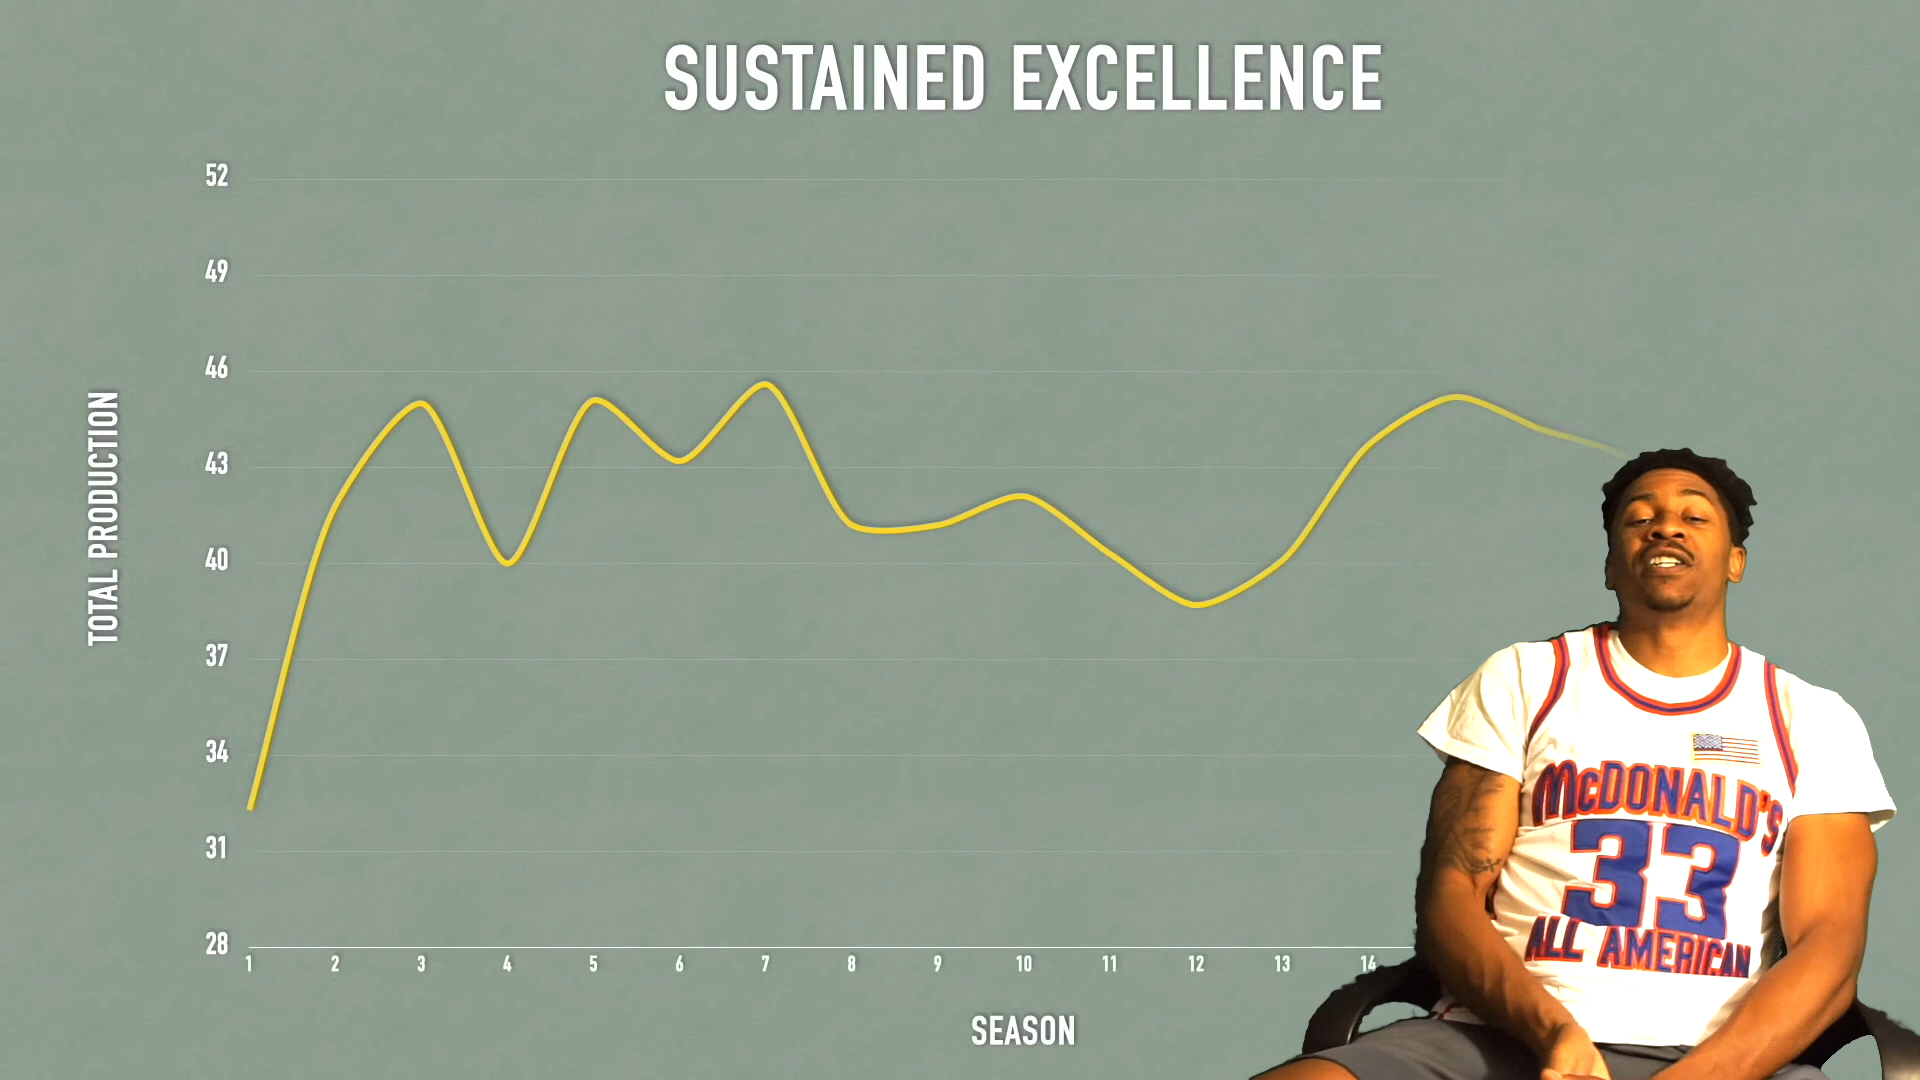 SUSTAINED EXCELLENCE
52
49
46
43
40
37
34
31
28
TOTAL PRODUCTION
1 2 3 4 5 6 7 8 9 10 11 12 13 14
SEASON
McDONALD'S
33
ALL AMERICAN